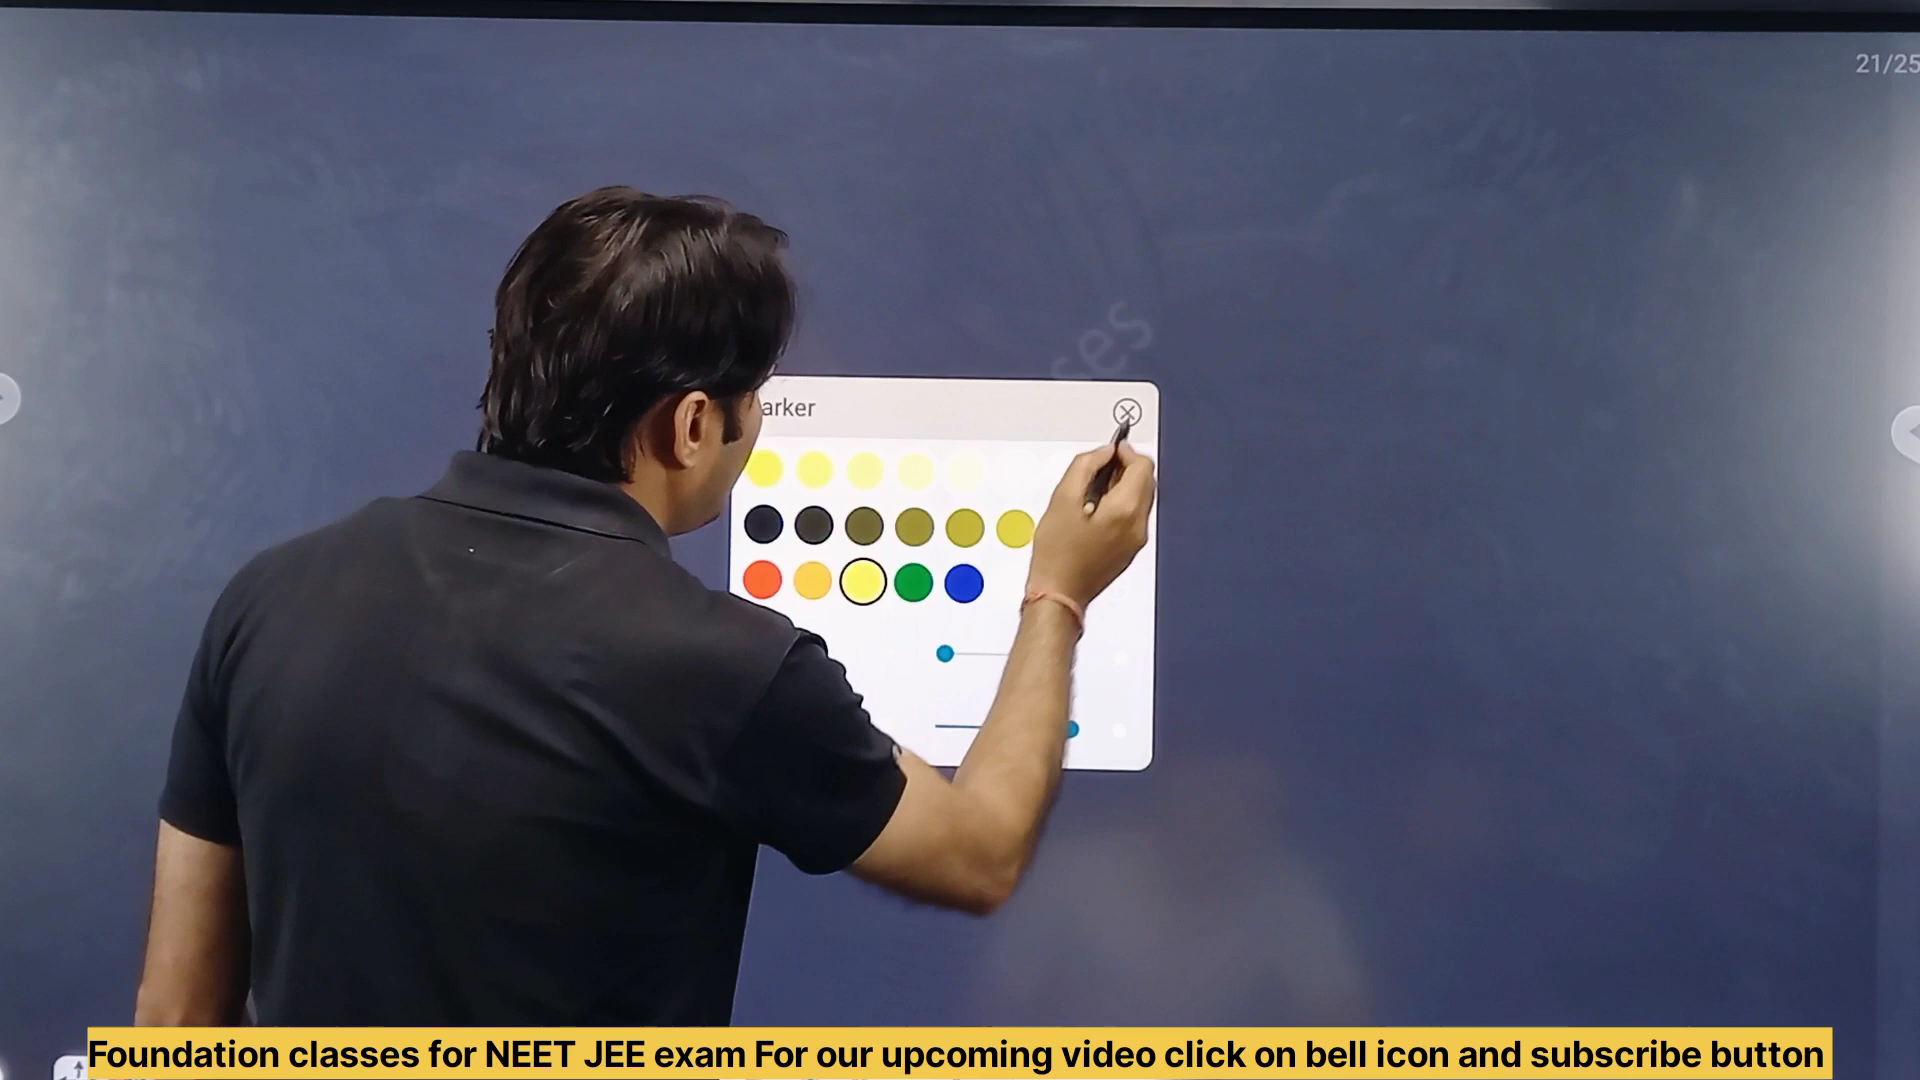 21/25
ses
arker
Foundation classes for NEET JEE exam For our upcoming video click on bell icon and subscribe button